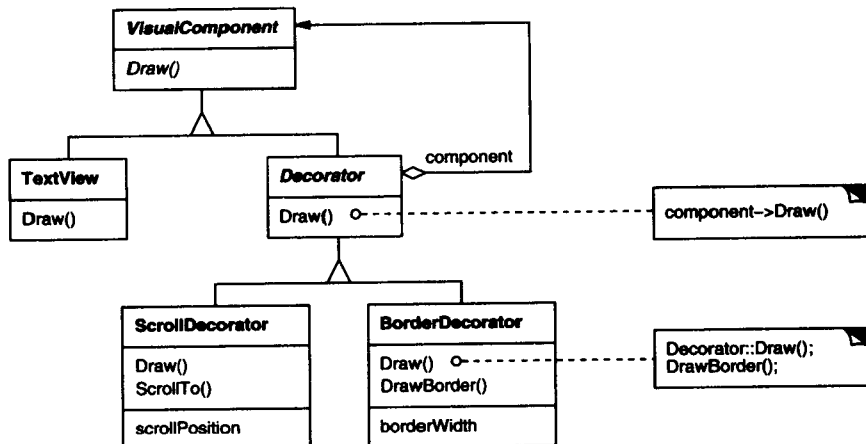 VisualComponent
Draw()
component
TextView
Draw()
Decorator
Draw()
component->Draw()
ScrollDecorator
Draw()
ScrollTo()
scrollPosition
BorderDecorator
Draw()
DrawBorder()
borderWidth
Decorator::Draw();
DrawBorder();